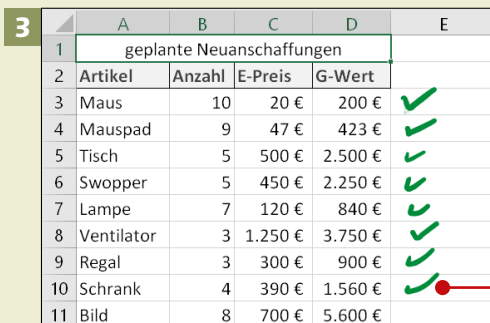 3
A B C D E
1 geplante Neuanschaffungen
2 Artikel Anzahl E-Preis G-Wert
3 Maus 10 20 € 200 €
4 Mauspad 9 47 € 423 €
5 Tisch 5 500 € 2.500 €
6 Swopper 5 450 € 2.250 €
7 Lampe 7 120 € 840 €
8 Ventilator 3 1.250 € 3.750 €
9 Regal 3 300 € 900 €
10 Schrank 4 390 € 1.560 €
11 Bild 8 700 € 5.600 €